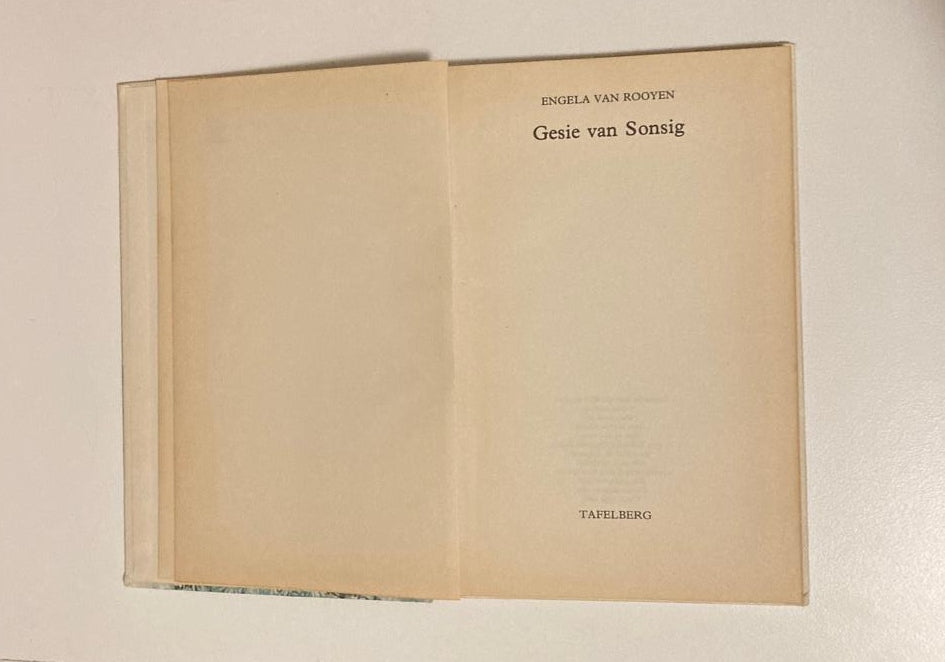 ENGELA VAN ROOYEN
Gesie van Sonsig
TAFELBERG